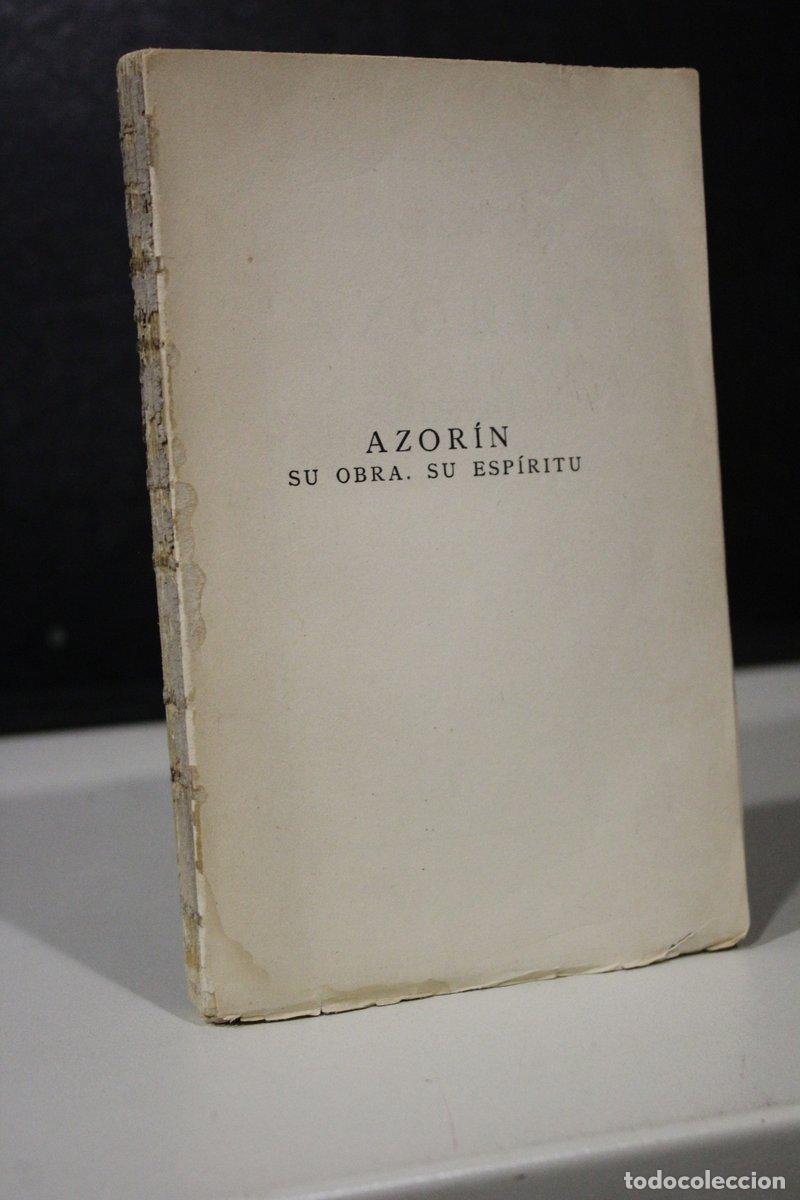 AZORÍN
SU OBRA. SU ESPÍRITU
todocoleccion